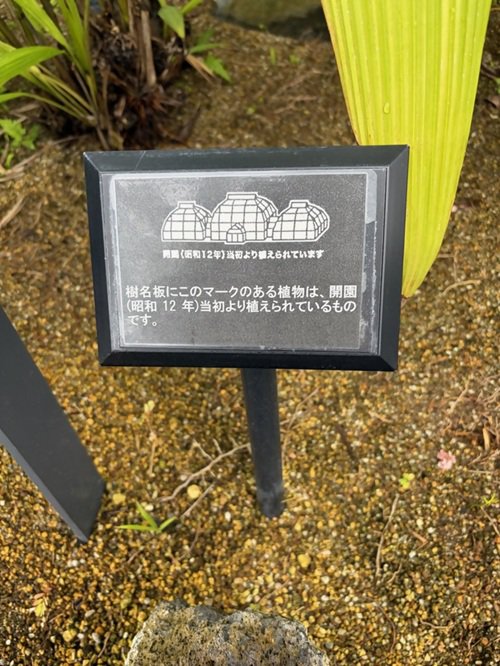 開園(昭和12年)当初より植えられています
樹名板にこのマークのある植物は、開園
(昭和 12 年)当初より植えられているもの
です。